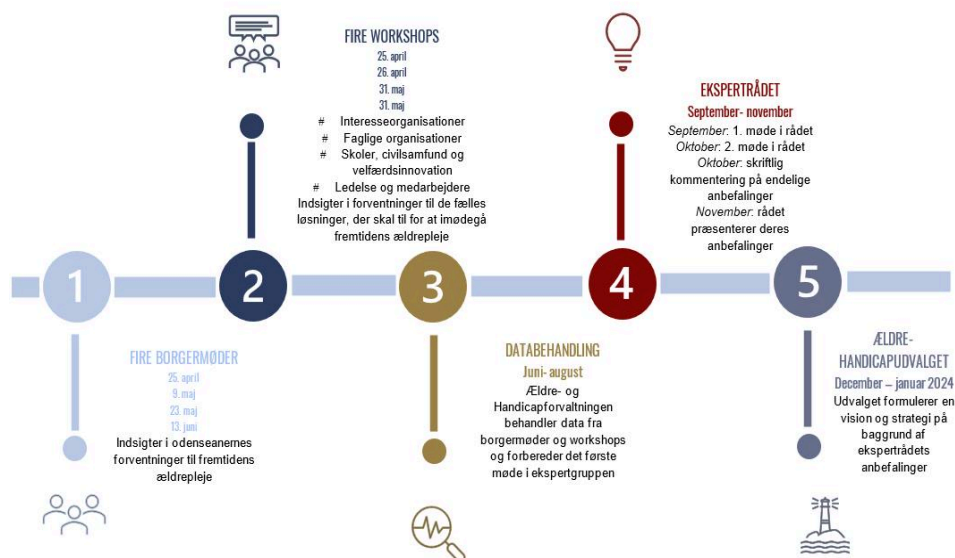 1
FIRE BORGERMØDER
25. april
9. maj
23. maj
13. juni
Indsigter i odenseanernes
forventninger til fremtidens
ældrepleje
2
FIRE WORKSHOPS
25. april
26. april
31. maj
31. maj
# Interesseorganisationer
# Faglige organisationer
# Skoler, civilsamfund og
velfærdsinnovation
# Ledelse og medarbejdere
Indsigter i forventninger til de fælles
løsninger, der skal til for at imødegå
fremtidens ældrepleje
3
DATABEHANDLING
Juni- august
Ældre- og
Handicapforvaltningen
behandler data fra
borgermøder og workshops
og forbereder det første
møde i ekspertgruppen
4
EKSPERTRÅDET
September- november
September: 1. møde i rådet
Oktober: 2. møde i rådet
Oktober: skriftlig
kommentering på endelige
anbefalinger
November: rådet
præsenterer deres
anbefalinger
5
ÆLDRE-
HANDICAPUDVALGET
December – januar 2024
Udvalget formulerer en
vision og strategi på
baggrund af
ekspertrådets
anbefalinger